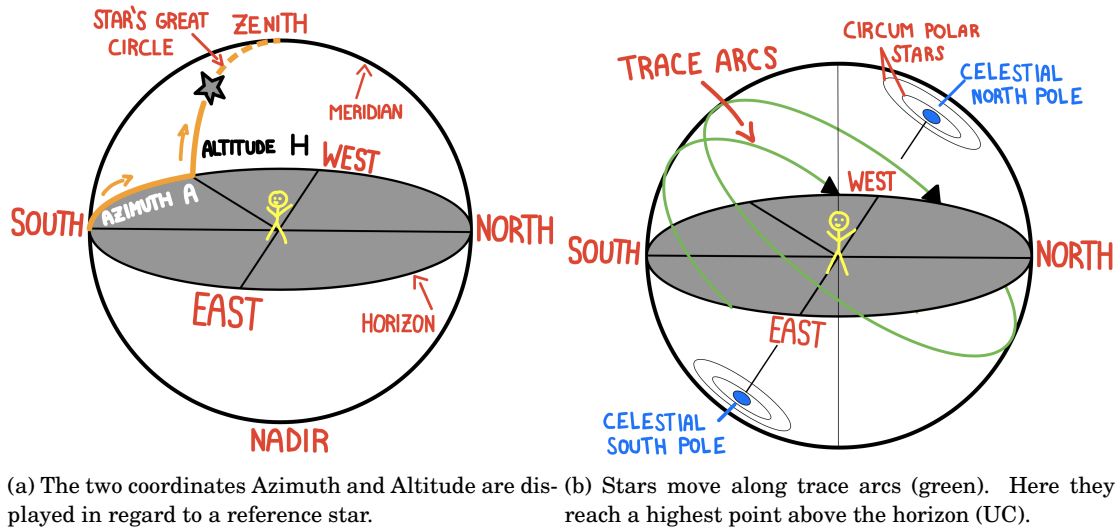 STAR'S GREAT
CIRCLE
ZENITH
MERIDIAN
ALTITUDE H
WEST
AZIMUTH A
SOUTH
NORTH
EAST
HORIZON
NADIR
(a) The two coordinates Azimuth and Altitude are dis-
played in regard to a reference star.
TRACE ARCS
CIRCUM POLAR
STARS
CELESTIAL
NORTH POLE
WEST
SOUTH
NORTH
EAST
CELESTIAL
SOUTH POLE
(b) Stars move along trace arcs (green). Here they
reach a highest point above the horizon (UC).